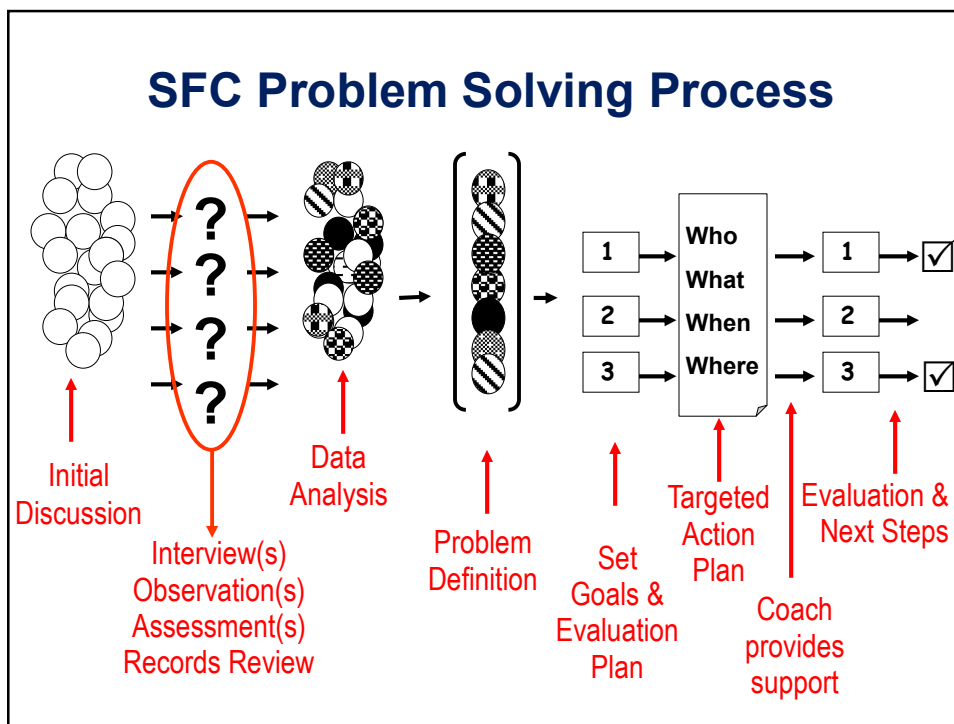 SFC Problem Solving Process
?
?
?
?
1
2
3
Who
What
When
Where
1
2
3
Initial
Discussion
Interview(s)
Observation(s)
Assessment(s)
Records Review
Data
Analysis
Problem
Definition
Set
Goals &
Evaluation
Plan
Targeted
Action
Plan
Coach
provides
support
Evaluation &
Next Steps